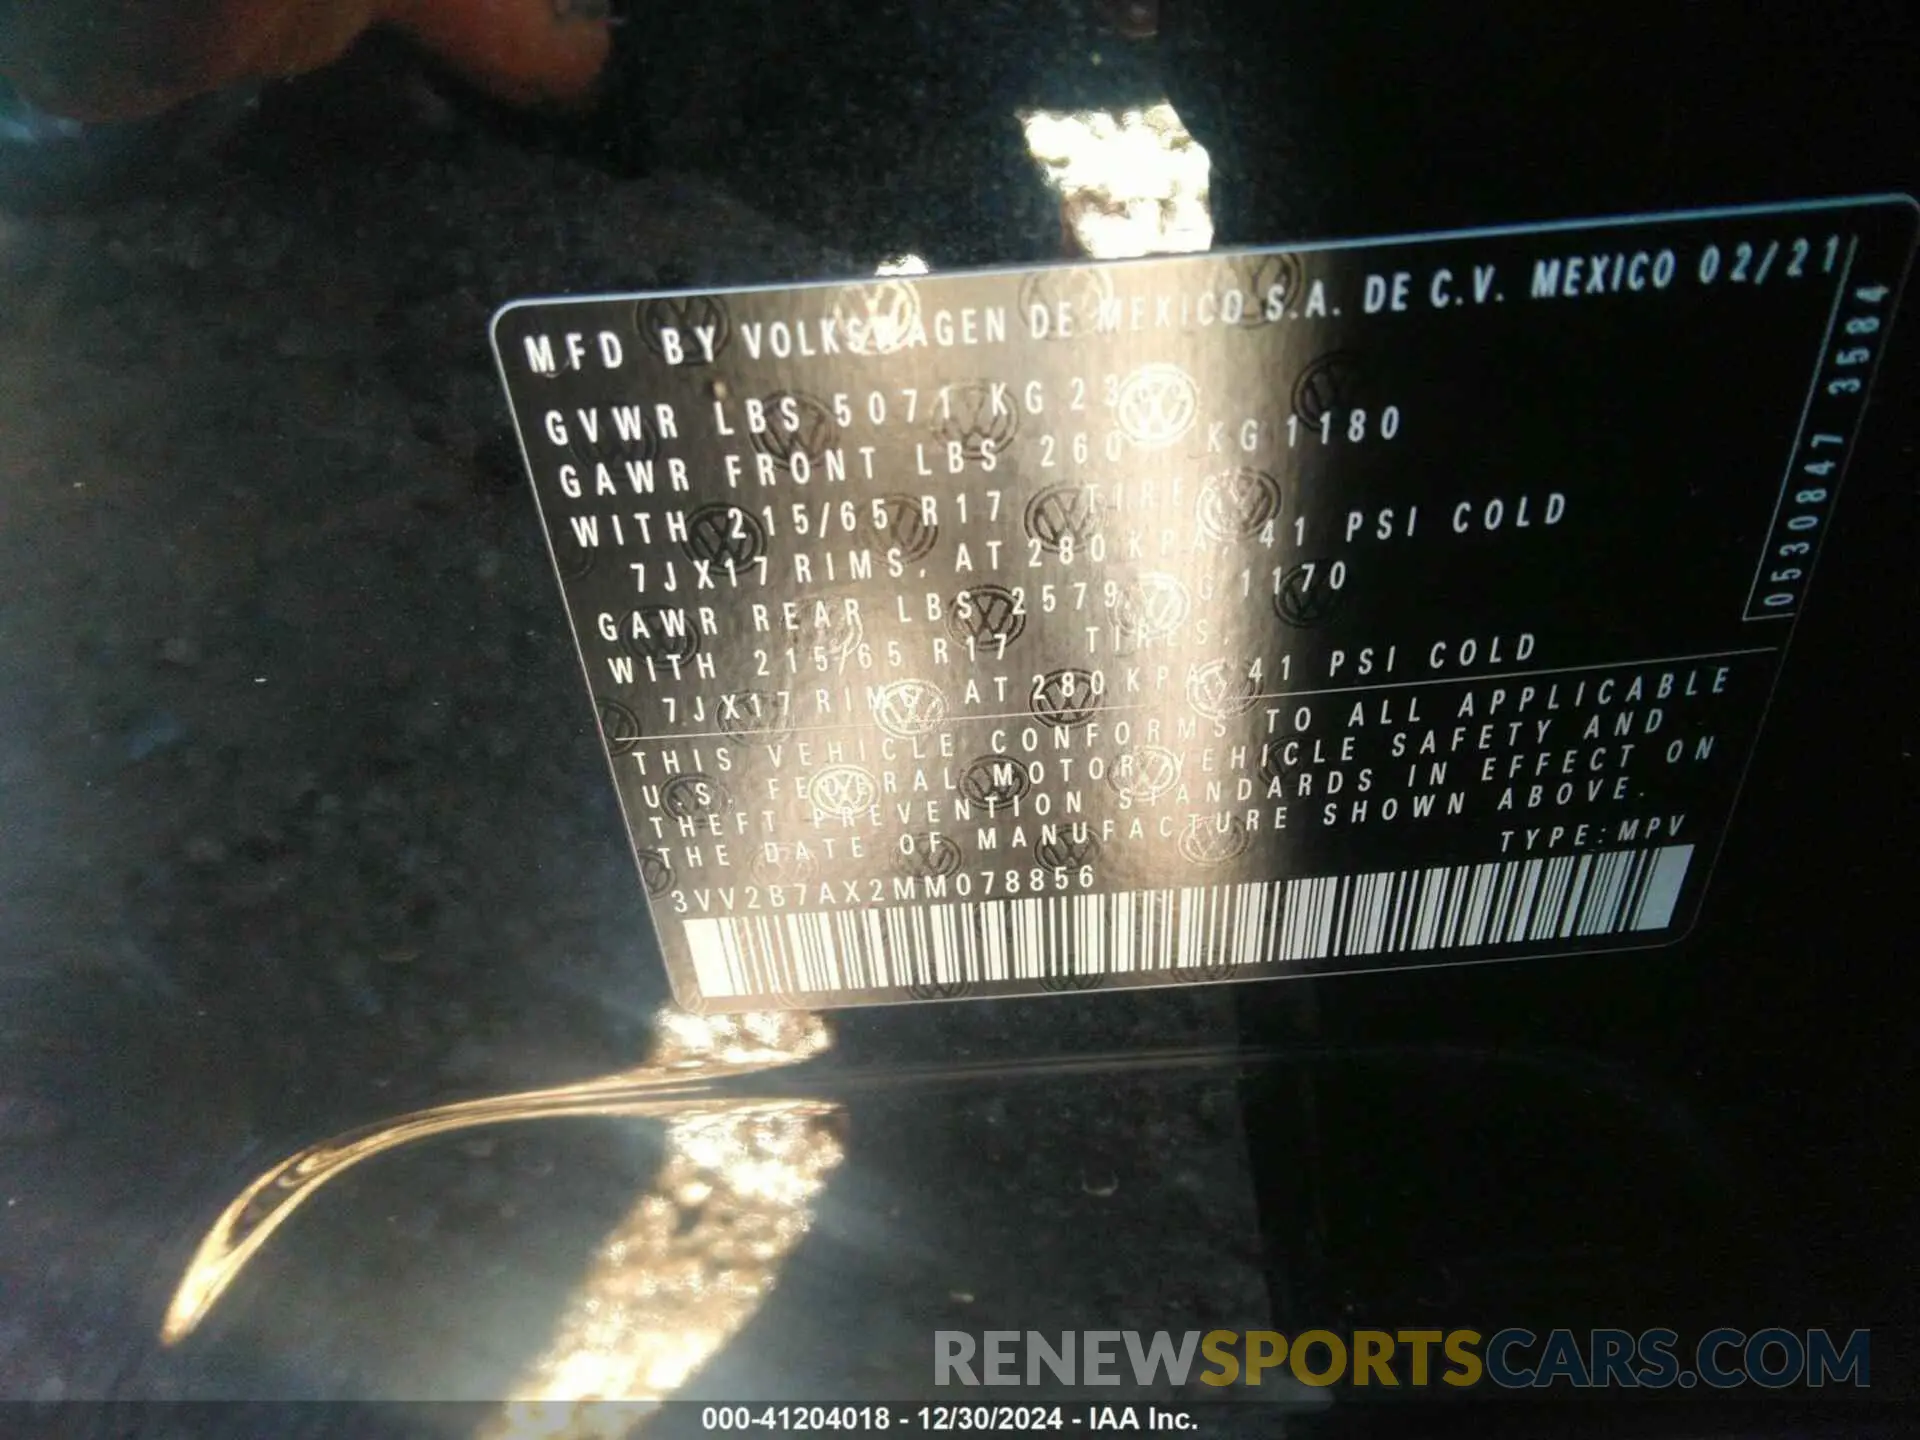 MFD BY VOLKSWAGEN DE MEXICO S.A. DE C.V. MEXICO 02/21
GVWR LBS 5071 KG
GAWR FRONT LBS KG 1180
WITH 215/65 R17 TIRES,
7JX17 RIMS, AT 280 KPA, 41 PSI COLD
GAWR REAR LBS 2579 KG 1170
WITH 215/65 R17 TIRES,
7JX17 RIMS, AT 280 KPA, 41 PSI COLD
THIS VEHICLE CONFORMS TO ALL APPLICABLE
U.S. FEDERAL MOTOR VEHICLE SAFETY AND
THEFT PREVENTION STANDARDS IN EFFECT ON
THE DATE OF MANUFACTURE SHOWN ABOVE.
TYPE: MPV
3VV2B7AX2MM078856
0530847 3584
RENEWSPORTSCARS.COM
000-41204018 - 12/30/2024 - IAA Inc.